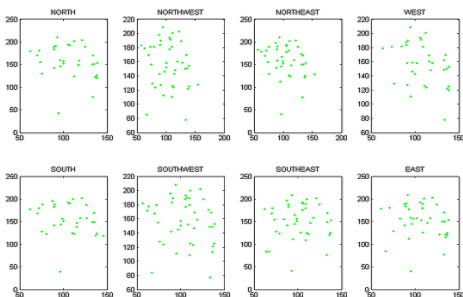 NORTH NORTHWEST NORTHEAST WEST
250 220 250 220
200 200 200 200
180 180
150 160 150 160
140 140
100 120 100 120
100 100
50 80 50 80
0 60 0 60
50 100 150 50 100 150 200 50 100 150 200 50 100 150
SOUTH SOUTHWEST SOUTHEAST EAST
250 220 250 250
200 200 200 200
180
150 160 150 150
140
100 120 100 100
100
50 80 50 50
0 60 0 0
50 100 150 50 100 150 50 100 150 50 100 150